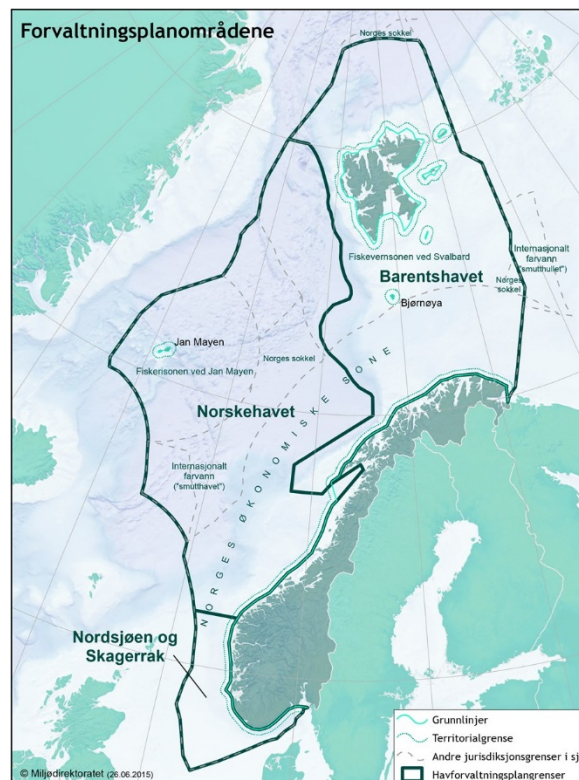 Forvaltningsplanområdene
Norges sokkel
Fiskevernsonen ved Svalbard
Internasjonalt
farvann
("smutthullet")
Barentshavet
Norges
sokkel
Bjørnøya
Jan Mayen
Norges sokkel
Fiskerisonen ved Jan Mayen
Norskehavet
Internasjonalt
farvann
("smutthavet")
NORGES ØKONOMISKE SONE
Nordsjøen og
Skagerrak
Grunnlinjer
Territorialgrense
Andre jurisdiksjonsgrenser i sj
Havforvaltningsplangrenser
© Miljødirektoratet (26.06.2015)